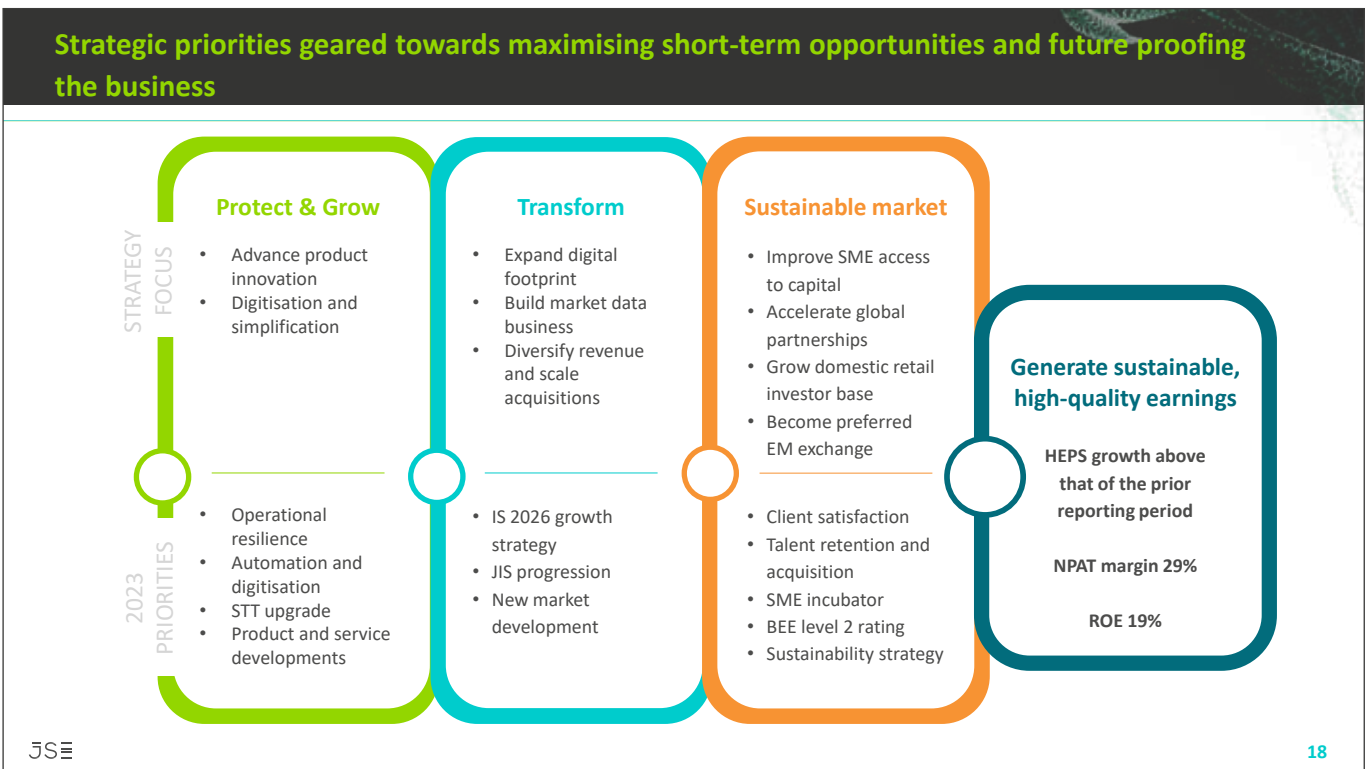 Strategic priorities geared towards maximising short-term opportunities and future proofing
the business
STRATEGY
FOCUS
Protect & Grow
• Advance product
innovation
• Digitisation and
simplification
Transform
• Expand digital
footprint
• Build market data
business
• Diversify revenue
and scale
acquisitions
Sustainable market
• Improve SME access
to capital
• Accelerate global
partnerships
• Grow domestic retail
investor base
• Become preferred
EM exchange
2023
PRIORITIES
• Operational
resilience
• Automation and
digitisation
• STT upgrade
• Product and service
developments
• IS 2026 growth
strategy
• JIS progression
• New market
development
• Client satisfaction
• Talent retention and
acquisition
• SME incubator
• BEE level 2 rating
• Sustainability strategy
Generate sustainable,
high-quality earnings
HEPS growth above
that of the prior
reporting period
NPAT margin 29%
ROE 19%
JSE
18